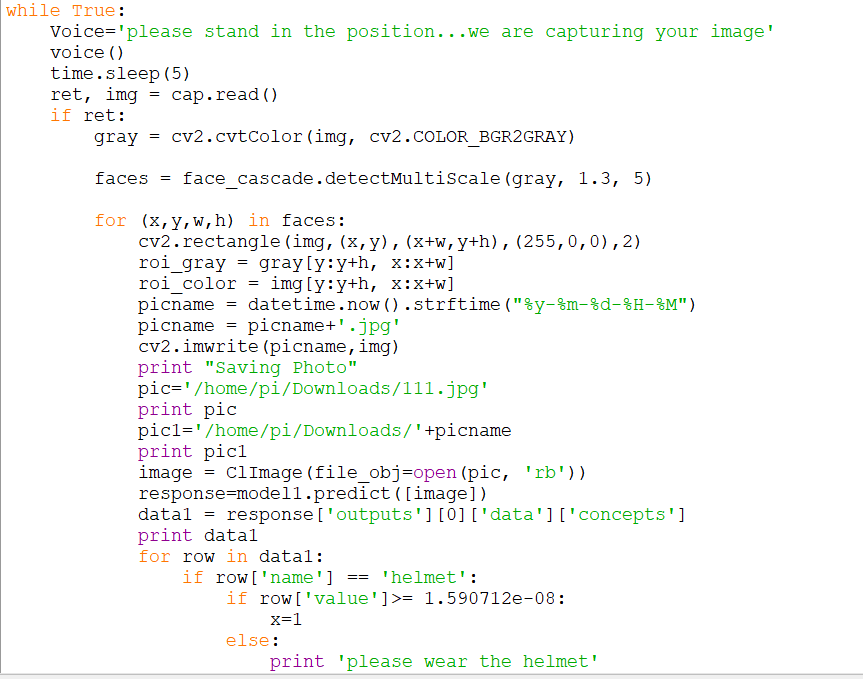 while True:
    Voice='please stand in the position...we are capturing your image'
    voice()
    time.sleep(5)
    ret, img = cap.read()
    if ret:
        gray = cv2.cvtColor(img, cv2.COLOR_BGR2GRAY)
        faces = face_cascade.detectMultiScale(gray, 1.3, 5)
        for (x,y,w,h) in faces:
            cv2.rectangle(img,(x,y),(x+w,y+h),(255,0,0),2)
            roi_gray = gray[y:y+h, x:x+w]
            roi_color = img[y:y+h, x:x+w]
            picname = datetime.now().strftime("%y-%m-%d-%H-%M")
            picname = picname+'.jpg'
            cv2.imwrite(picname,img)
            print "Saving Photo"
            pic='/home/pi/Downloads/111.jpg'
            print pic
            pic1='/home/pi/Downloads/'+picname
            print pic1
            image = ClImage(file_obj=open(pic, 'rb'))
            response=model1.predict([image])
            data1 = response['outputs'][0]['data']['concepts']
            print data1
            for row in data1:
                if row['name'] == 'helmet':
                    if row['value']>= 1.590712e-08:
                        x=1
                    else:
                        print 'please wear the helmet'